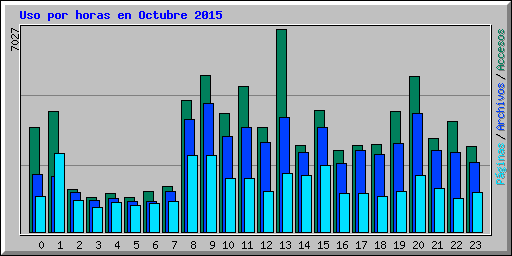 Uso por horas en Octubre 2015
7027
Páginas / Archivos / Accesos
0 1 2 3 4 5 6 7 8 9 10 11 12 13 14 15 16 17 18 19 20 21 22 23